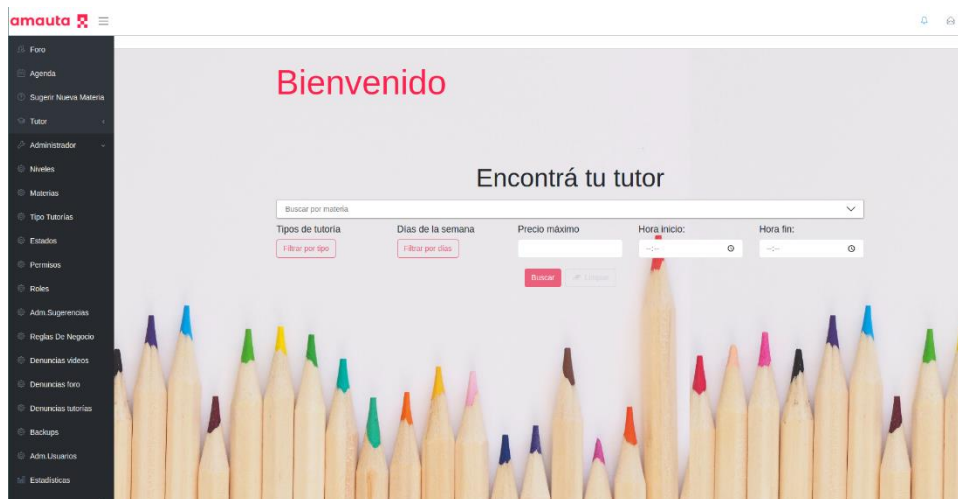 amauta
Foro
Agenda
Sugerir Nueva Materia
Tutor
Administrador
Niveles
Materias
Tipo Tutorías
Estados
Permisos
Roles
Adm.Sugerencias
Reglas De Negocio
Denuncias videos
Denuncias foro
Denuncias tutorías
Backups
Adm.Usuarios
Estadísticas
Bienvenido
Encontrá tu tutor
Buscar por materia
Tipos de tutoría
Días de la semana
Precio máximo
Hora inicio:
Hora fin:
Filtrar por tipo
Filtrar por días
--:--
--:--
Buscar
Limpiar